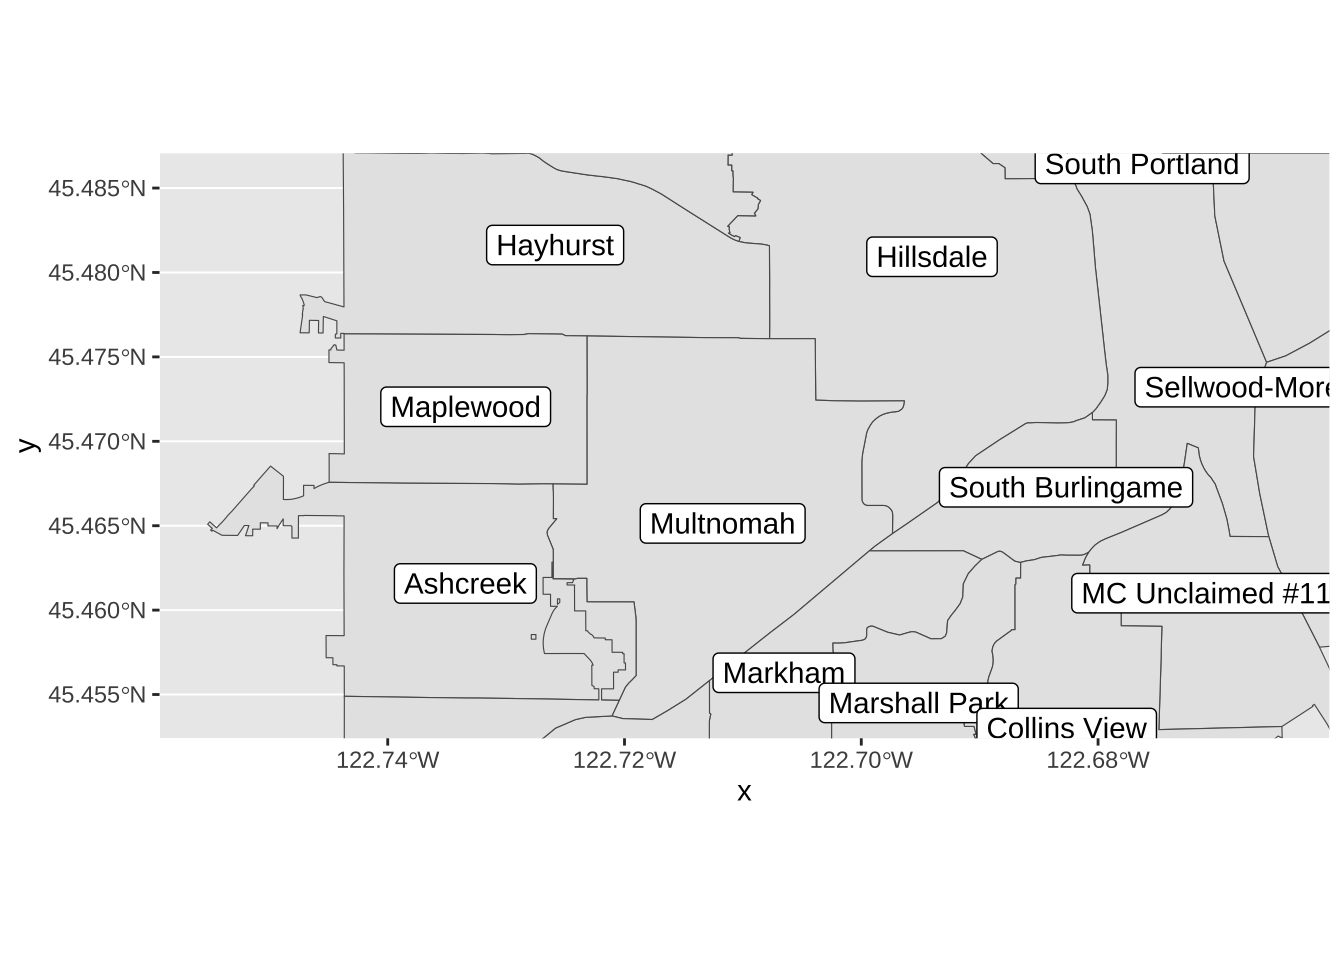 South Portland
45.485°N
Hayhurst
Hillsdale
45.480°N
45.475°N
Sellwood-More
Maplewood
45.470°N
y
South Burlingame
45.465°N
Multnomah
Ashcreek
MC Unclaimed #11
45.460°N
Markham
45.455°N
Marshall Park
Collins View
122.74°W 122.72°W 122.70°W 122.68°W
x